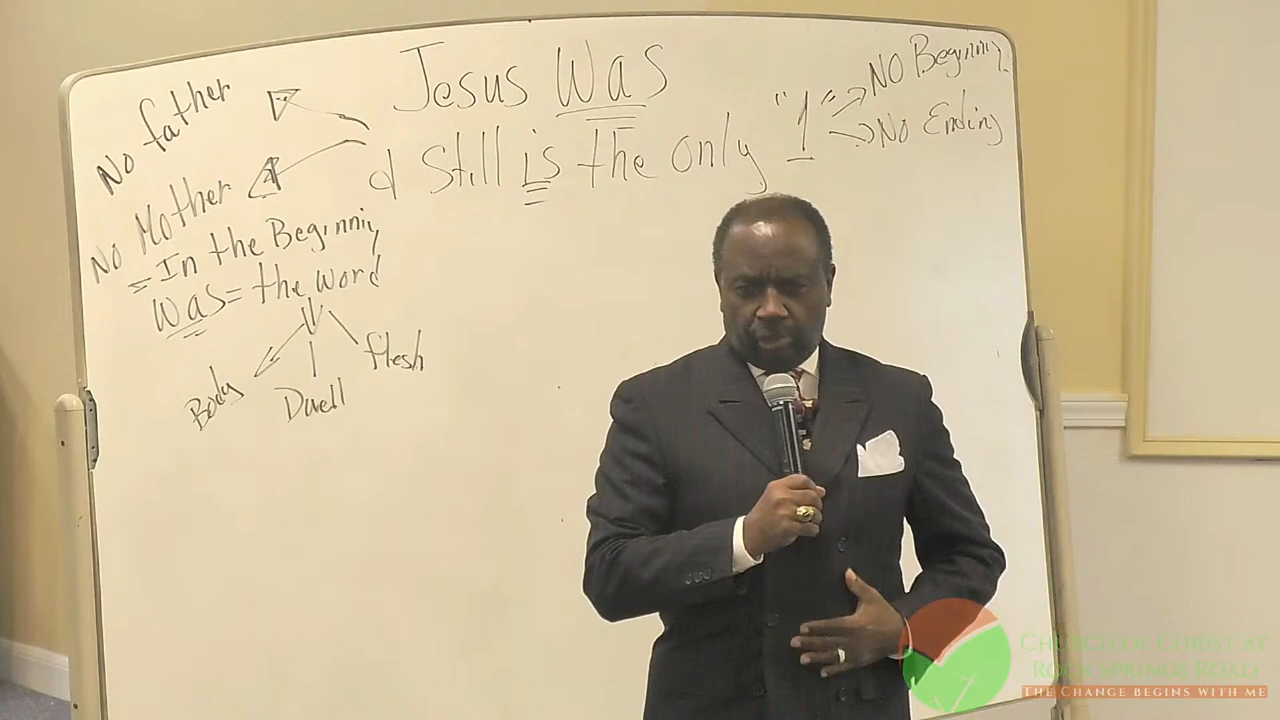 Jesus Was
d Still is the only "1"
No Beginning
No Ending
No father
No Mother
= In the Beginning
Was = the word
Body
Dwell
flesh
CHURCH OF CHRIST AT
ROCK SPRINGS ROAD
THE CHANGE BEGINS WITH ME